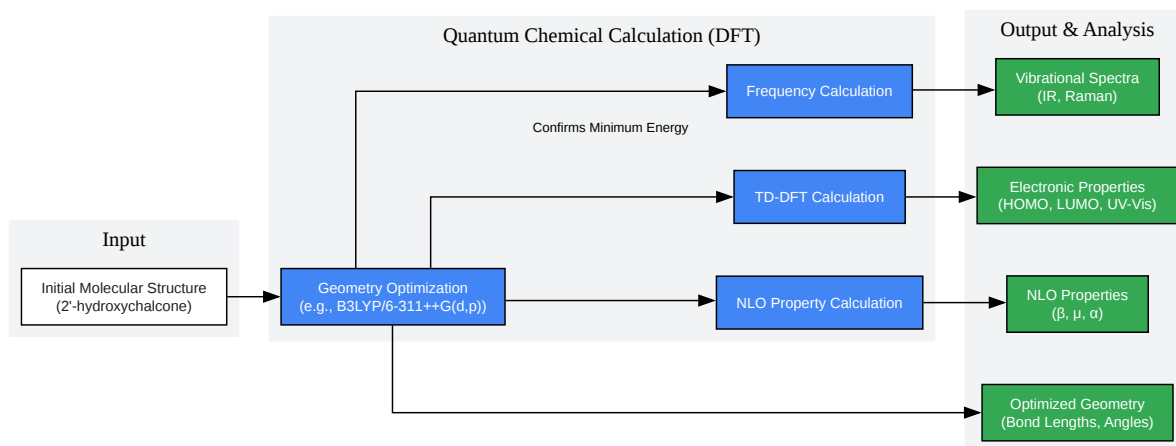 Quantum Chemical Calculation (DFT)
Output & Analysis
Frequency Calculation
Vibrational Spectra
(IR, Raman)
Confirms Minimum Energy
TD-DFT Calculation
Electronic Properties
(HOMO, LUMO, UV-Vis)
Input
Initial Molecular Structure
(2'-hydroxychalcone)
Geometry Optimization
(e.g., B3LYP/6-311++G(d,p))
NLO Property Calculation
NLO Properties
(β, μ, α)
Optimized Geometry
(Bond Lengths, Angles)